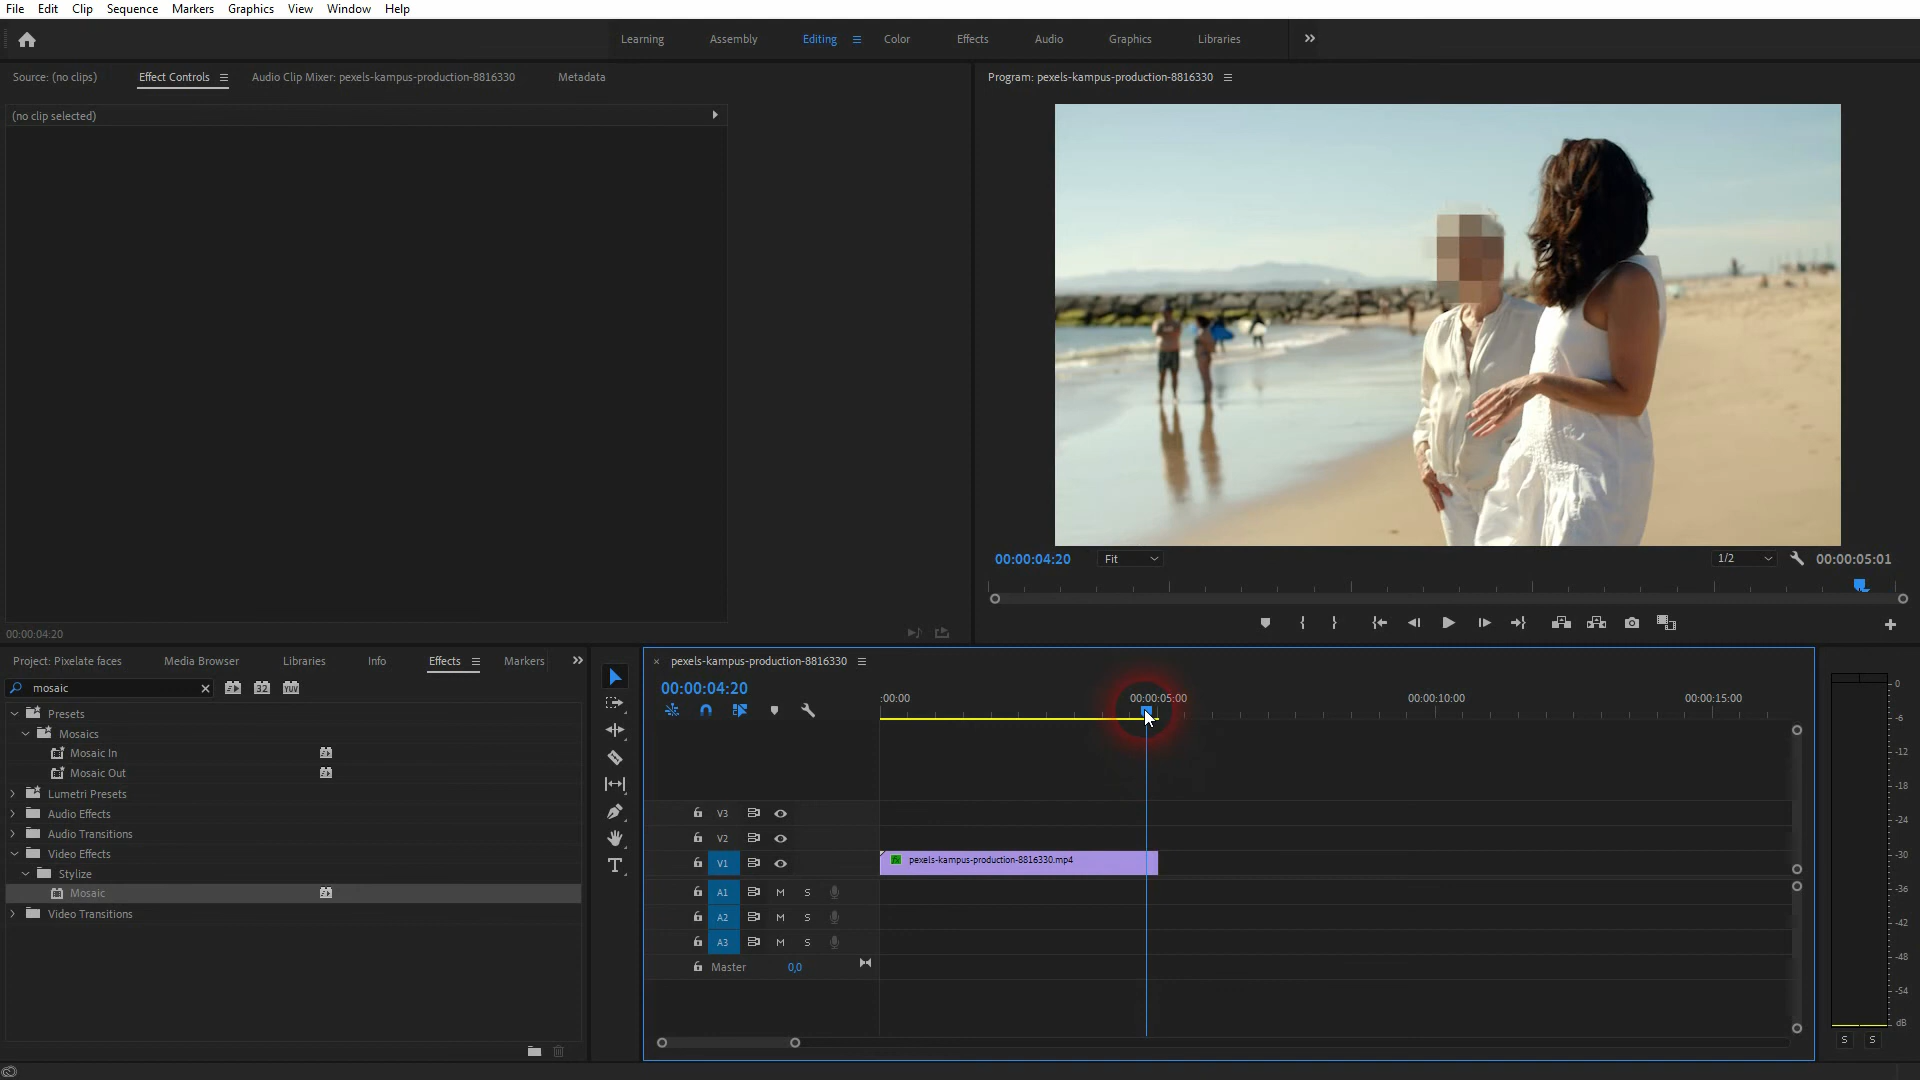 File Edit Clip Sequence Markers Graphics View Window Help
Learning Assembly Editing Color Effects Audio Graphics Libraries
Source: (no clips) Effect Controls Audio Clip Mixer: pexels-kampus-production-8816330 Metadata
Program: pexels-kampus-production-8816330
(no clip selected)
00:00:04:20 Fit 1/2 00:00:05:01
00:00:04:20
Project: Pixelate faces Media Browser Libraries Info Effects Markers
pexels-kampus-production-8816330
mosaic 32 YUV
00:00:04:20
:00:00 00:00:05:00 00:00:10:00 00:00:15:00
Presets
Mosaics
Mosaic In
Mosaic Out
Lumetri Presets
Audio Effects
Audio Transitions
Video Effects
Stylize
Mosaic
Video Transitions
V3
V2
V1 pexels-kampus-production-8816330.mp4
A1 M S
A2 M S
A3 M S
Master 0,0
0
-6
-12
-18
-24
-30
-36
-42
-48
-54
dB
S S